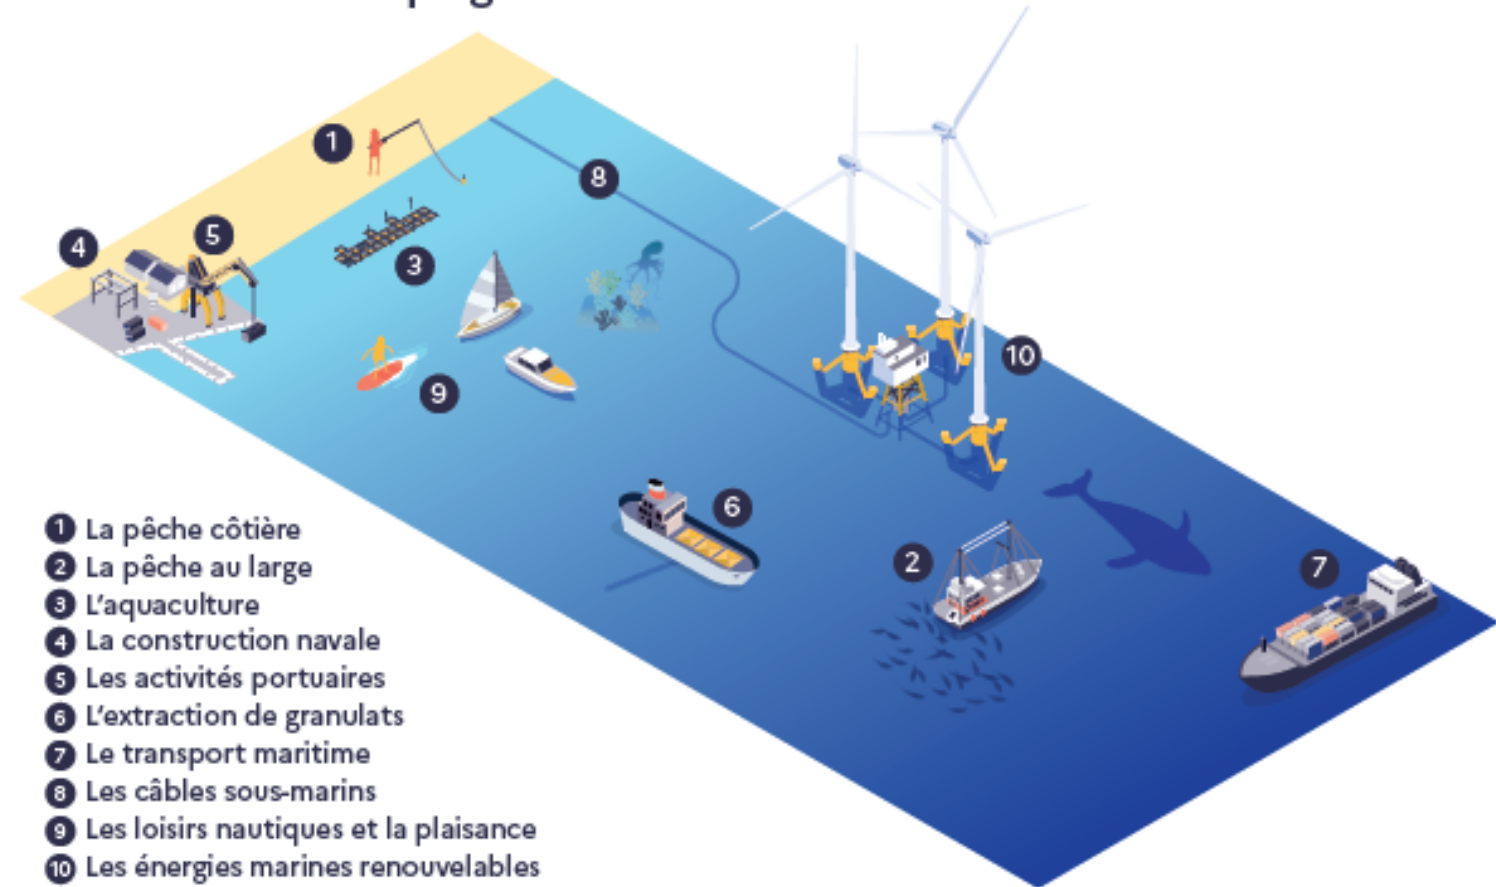 1
8
5
4
3
10
9
6
2
7
1 La pêche côtière
2 La pêche au large
3 L'aquaculture
4 La construction navale
5 Les activités portuaires
6 L'extraction de granulats
7 Le transport maritime
8 Les câbles sous-marins
9 Les loisirs nautiques et la plaisance
10 Les énergies marines renouvelables